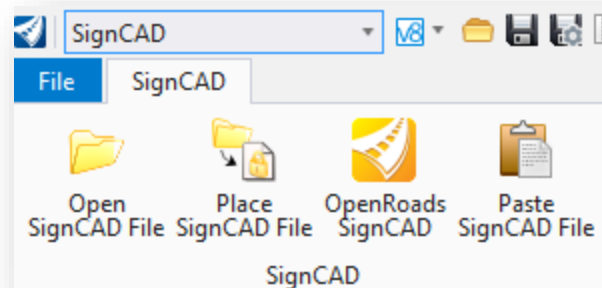 SignCAD
V8
File SignCAD
Open Place OpenRoads Paste
SignCAD File SignCAD File SignCAD SignCAD File
SignCAD